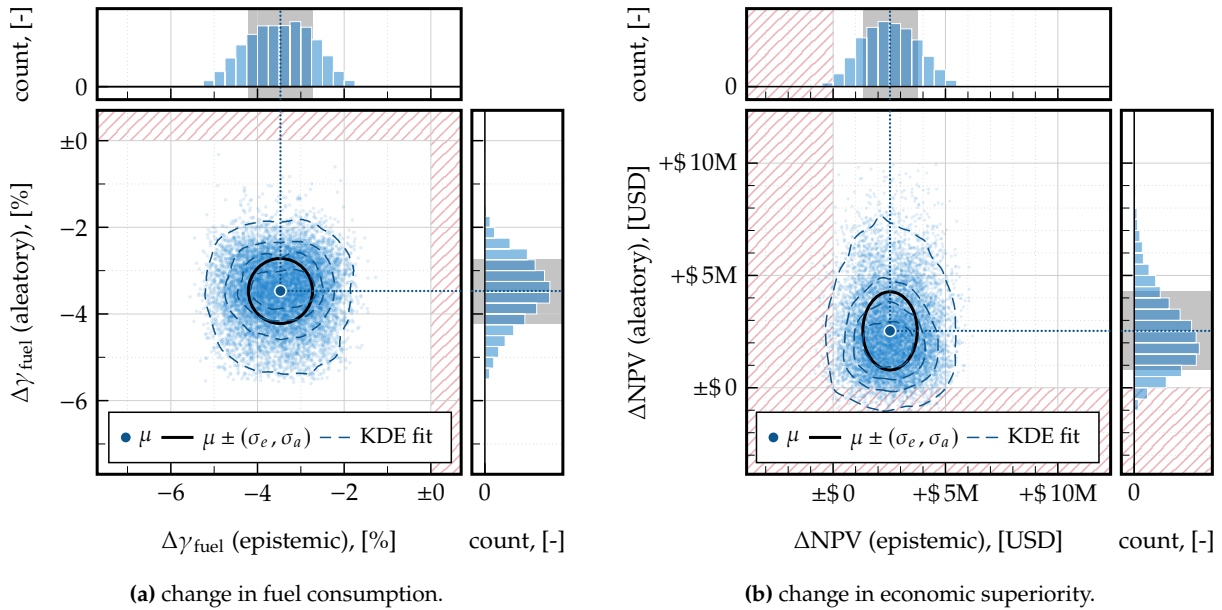 count, [-]
0
Δγfuel (aleatory), [%]
±0
−2
−4
−6
μ
μ ± (σe, σa)
KDE fit
−6
−4
−2
±0
0
Δγfuel (epistemic), [%]
count, [-]
(a) change in fuel consumption.
count, [-]
0
ΔNPV (aleatory), [USD]
+$ 10M
+$ 5M
±$ 0
μ
μ ± (σe, σa)
KDE fit
±$ 0
+$ 5M
+$ 10M
0
ΔNPV (epistemic), [USD]
count, [-]
(b) change in economic superiority.